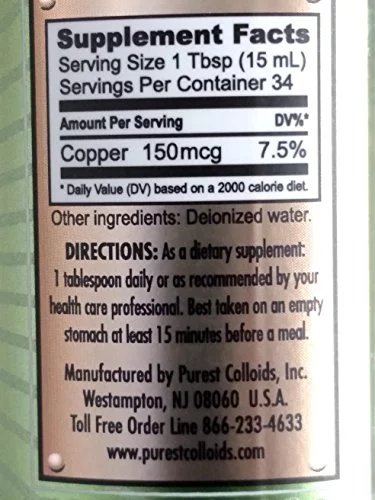 Supplement Facts
Serving Size 1 Tbsp (15 mL)
Servings Per Container 34
Amount Per Serving DV%*
Copper 150mcg 7.5%
* Daily Value (DV) based on a 2000 calorie diet.
Other ingredients: Deionized water.
DIRECTIONS: As a dietary supplement:
1 tablespoon daily or as recommended by your
health care professional. Best taken on an empty
stomach at least 15 minutes before a meal.
Manufactured by Purest Colloids, Inc.
Westampton, NJ 08060 U.S.A.
Toll Free Order Line 866-233-4633
www.purestcolloids.com